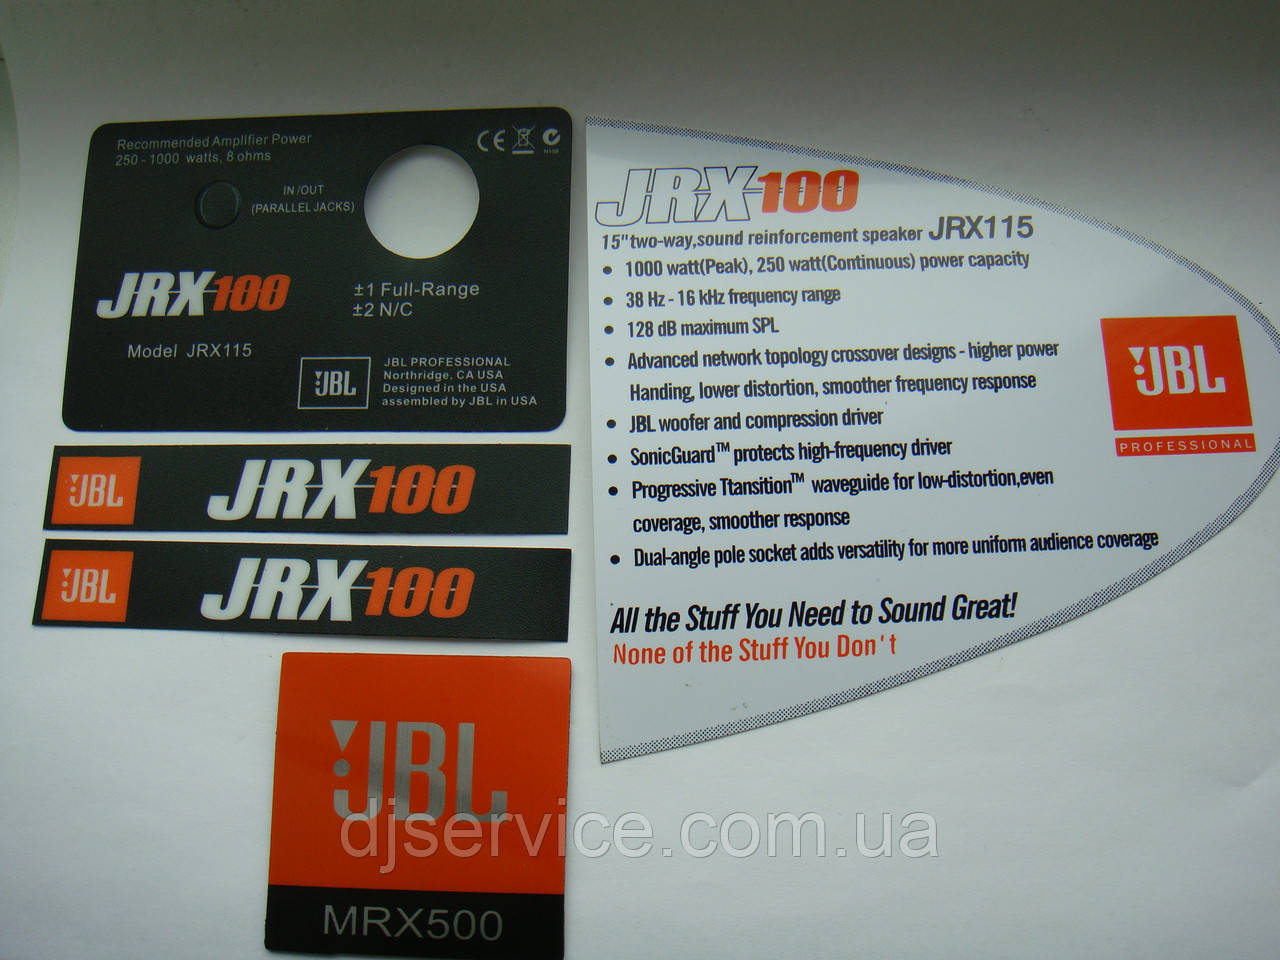 Recommended Amplifier Power
250 - 1000 watts, 8 ohms
IN /OUT
(PARALLEL JACKS)
CE
N108
JRX100
±1 Full-Range
±2 N/C
Model JRX115
JBL
JBL PROFESSIONAL
Northridge, CA USA
Designed in the USA
assembled by JBL in USA
JBL JRX100
JBL JRX100
JBL
MRX500
JRX100
15"two-way,sound reinforcement speaker JRX115
• 1000 watt(Peak), 250 watt(Continuous) power capacity
• 38 Hz - 16 kHz frequency range
• 128 dB maximum SPL
• Advanced network topology crossover designs - higher power
Handing, lower distortion, smoother frequency response
• JBL woofer and compression driver
• SonicGuard™ protects high-frequency driver
• Progressive Ttansition™ waveguide for low-distortion,even
coverage, smoother response
• Dual-angle pole socket adds versatility for more uniform audience coverage
All the Stuff You Need to Sound Great!
None of the Stuff You Don't
JBL
PROFESSIONAL
djservice.com.ua